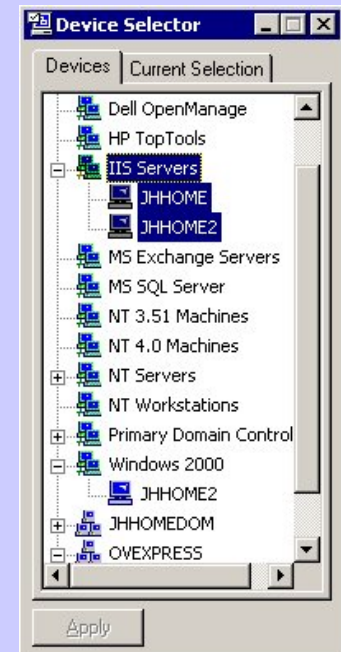 Device Selector
Devices Current Selection
Dell OpenManage
HP TopTools
IIS Servers
JHHOME
JHHOME2
MS Exchange Servers
MS SQL Server
NT 3.51 Machines
NT 4.0 Machines
NT Servers
NT Workstations
Primary Domain Control
Windows 2000
JHHOME2
JHHOMEDOM
OVEXPRESS
Apply